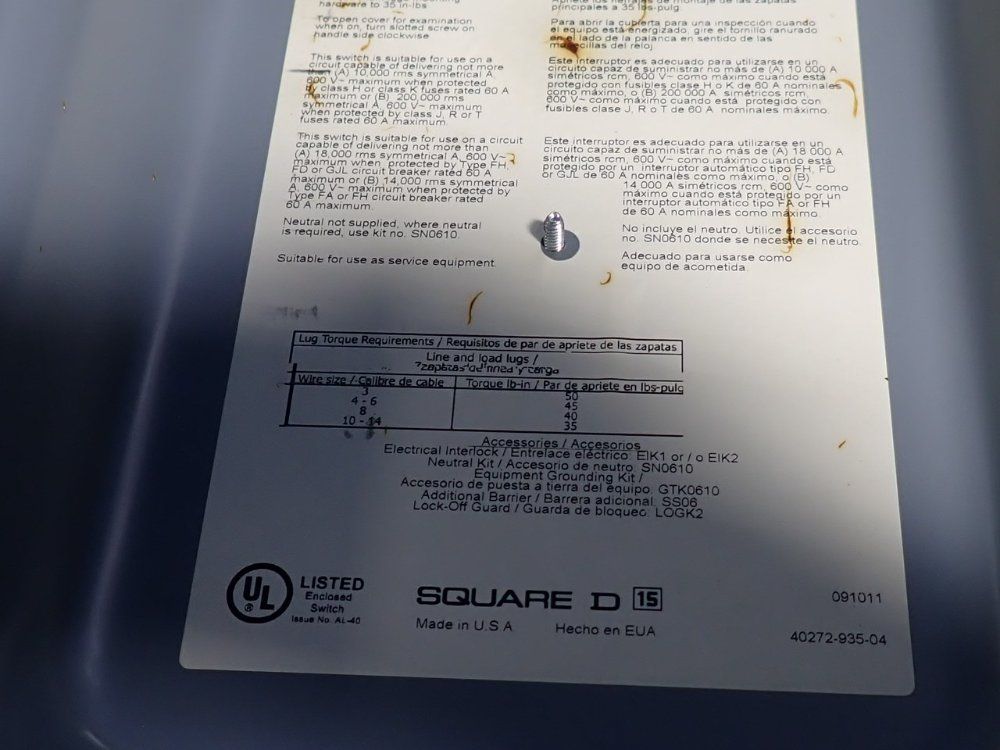 hardware to 35 in-lbs
To open cover for examination
when on, turn slotted screw on
handle side clockwise
This switch is suitable for use on a
circuit capable of delivering not more
than (A) 10,000 rms symmetrical A
600 V~ maximum when protected
by class H or class K fuses rated 60 A
maximum or (B) 200,000 rms
symmetrical A, 600 V~ maximum
when protected by class J, R or T
fuses rated 60 A maximum.
This switch is suitable for use on a circuit
capable of delivering not more than
(A) 18,000 rms symmetrical A, 600 V~
maximum when protected by Type FH,
FD or GJL circuit breaker rated 60 A
maximum or (B) 14,000 rms symmetrical
A, 600 V~ maximum when protected by
Type FA or FH circuit breaker rated
60 A maximum.
Neutral not supplied, where neutral
is required, use kit no. SN0610.
Suitable for use as service equipment.
Apriete los herrajes de montaje de las zapatas
principales a 35 lbs-pulg.
Para abrir la cubierta para una inspección cuando
el equipo está energizado, gire el tornillo ranurado
en el lado de la palanca en sentido de las
manecillas del reloj
Este interruptor es adecuado para utilizarse en un
circuito capaz de suministrar no más de (A) 10 000 A
simétricos rcm, 600 V~ como máximo cuando está
protegido con fusibles clase H o K de 60 A nominales
como máximo, o (B) 200 000 A simétricos rcm,
600 V~ como máximo cuando está protegido con
fusibles clase J, R o T de 60 A nominales máximo.
Este interruptor es adecuado para utilizarse en un
circuito capaz de suministrar no más de (A) 18 000 A
simétricos rcm, 600 V~ como máximo cuando está
protegido por un interruptor automático tipo FH, FD
or GJL de 60 A nominales como máximo, o (B)
14 000 A simétricos rcm, 600 V~ como
máximo cuando está protegido por un
interruptor automático tipo FA or FH
de 60 A nominales como máximo.
No incluye el neutro. Utilice el accesorio
no. SN0610 donde se necesite el neutro.
Adecuado para usarse como
equipo de acometida.
Lug Torque Requirements / Requisitos de par de apriete de las zapatas
Line and load lugs /
zapatas de línea y carga
Wire size / Calibre de cable Torque lb-in / Par de apriete en lbs-pulg
3 50
4 - 6 45
8 40
10 - 14 35
Accessories / Accesorios
Electrical Interlock / Entrelace eléctrico: EIK1 or / o EIK2
Neutral Kit / Accesorio de neutro: SN0610
Equipment Grounding Kit /
Accesorio de puesta a tierra del equipo: GTK0610
Additional Barrier / Barrera adicional: SS06
Lock-Off Guard / Guarda de bloqueo: LOGK2
UL ®
LISTED
Enclosed
Switch
Issue No. AL-40
SQUARE D 15
Made in U.S.A Hecho en EUA
091011
40272-935-04